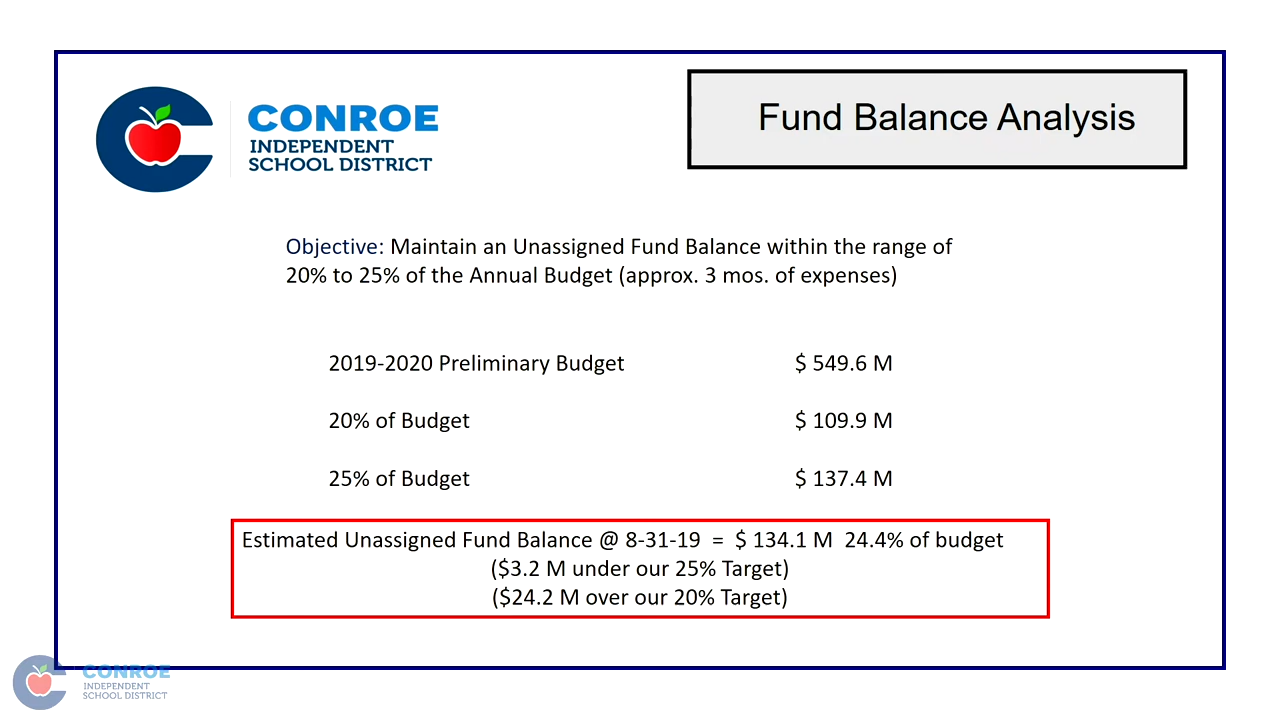 CONROE
INDEPENDENT
SCHOOL DISTRICT
Fund Balance Analysis
Objective: Maintain an Unassigned Fund Balance within the range of
20% to 25% of the Annual Budget (approx. 3 mos. of expenses)
2019-2020 Preliminary Budget $ 549.6 M
20% of Budget $ 109.9 M
25% of Budget $ 137.4 M
Estimated Unassigned Fund Balance @ 8-31-19 = $ 134.1 M 24.4% of budget
($3.2 M under our 25% Target)
($24.2 M over our 20% Target)
CONROE
INDEPENDENT
SCHOOL DISTRICT